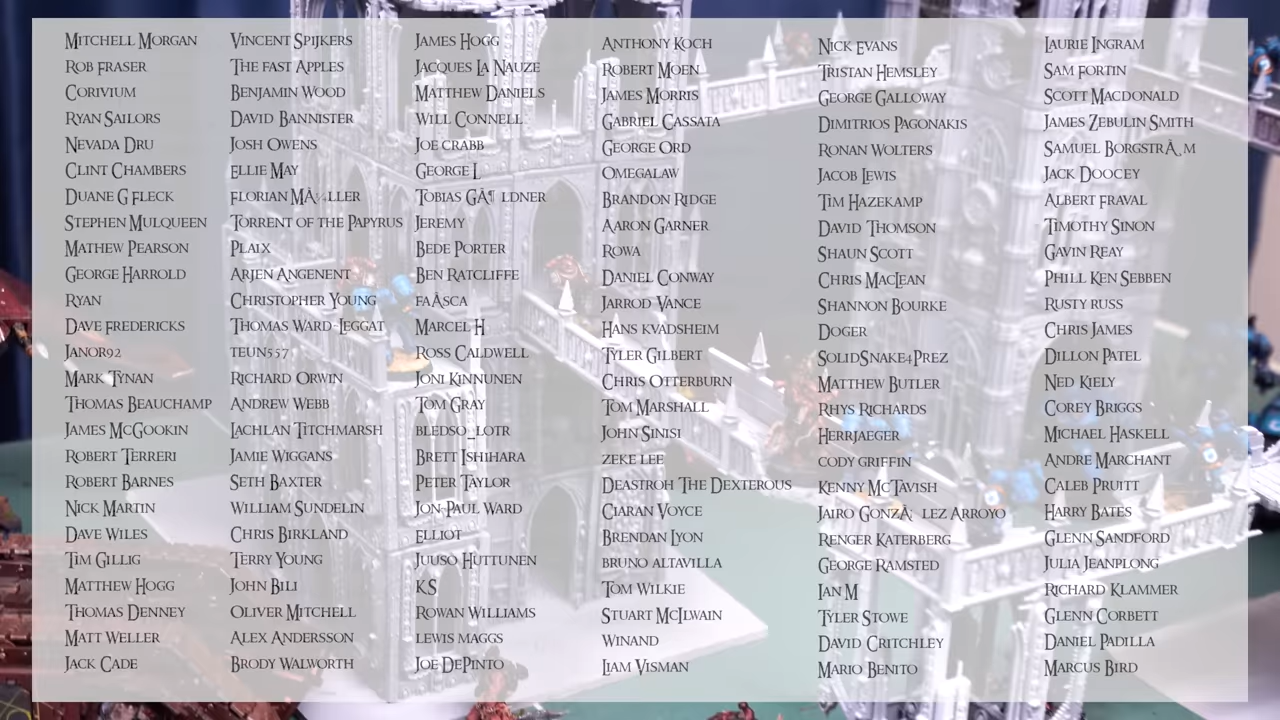 Mitchell Morgan
Rob Fraser
Corivium
Ryan Sailors
Nevada Dru
Clint Chambers
Duane G Fleck
Stephen Mulqueen
Mathew Pearson
George Harrold
Ryan
Dave Fredericks
Janor92
Mark Tynan
Thomas Beauchamp
James McGookin
Robert Terreri
Robert Barnes
Nick Martin
Dave Wiles
Tim Gillig
Matthew Hogg
Thomas Denney
Matt Weller
Jack Cade
Vincent Spijkers
The Fast Apples
Benjamin Wood
David Bannister
Josh Owens
Ellie May
Florian MÃ¼ller
Torrent of the Papyrus
Plaix
Arjen Angenent
Christopher Young
Thomas Ward-Leggat
teun557
Richard Orwin
Andrew Webb
Lachlan Titchmarsh
Jamie Wiggans
Seth Baxter
William Sundelin
Chris Birkland
Terry Young
John Bili
Oliver Mitchell
Alex Andersson
Brody Walworth
James Hogg
Jacques La Nauze
Matthew Daniels
Will Connell
Joe crabb
George L
Tobias GÃ¶ldner
Jeremy
Bede Porter
Ben Ratcliffe
faÃsca
Marcel H
Ross Caldwell
Joni Kinnunen
Tom Gray
bledso_lotr
Brett Ishihara
Peter Taylor
Jon-Paul Ward
Elliot
Juuso Huttunen
K.S
Rowan Williams
lewis maggs
Joe DePinto
Anthony Koch
Robert Moen
James Morris
Gabriel Cassata
George Ord
Omegalaw
Brandon Ridge
Aaron Garner
Rowa
Daniel Conway
Jarrod Vance
Hans kvadsheim
Tyler Gilbert
Chris Otterburn
Tom Marshall
John Sinisi
zeke lee
Deastroh The Dexterous
Ciaran Voyce
Brendan Lyon
bruno altavilla
Tom Wilkie
Stuart McIlwain
Winand
Liam Visman
Nick Evans
Tristan Hemsley
George Galloway
Dimitrios Pagonakis
Ronan Wolters
Jacob Lewis
Tim Hazekamp
David Thomson
Shaun Scott
Chris MacLean
Shannon Bourke
Doger
SolidSnake4Prez
Matthew Butler
Rhys Richards
HerrJaeger
cody griffin
Kenny McTavish
Jairo GonzÃ¡lez Arroyo
Renger Katerberg
George Ramsted
Ian M
Tyler Stowe
David Critchley
Mario Benito
Laurie Ingram
Sam Fortin
Scott Macdonald
James Zebulin Smith
Samuel BorgstrÃ¸m
Jack Doocey
Albert Fraval
Timothy Sinon
Gavin Reay
Phill Ken Sebben
Rusty russ
Chris James
Dillon Patel
Ned Kiely
Corey Briggs
Michael Haskell
Andre Marchant
Caleb Pruitt
Harry Bates
Glenn Sandford
Julia Jeanplong
Richard Klammer
Glenn Corbett
Daniel Padilla
Marcus Bird